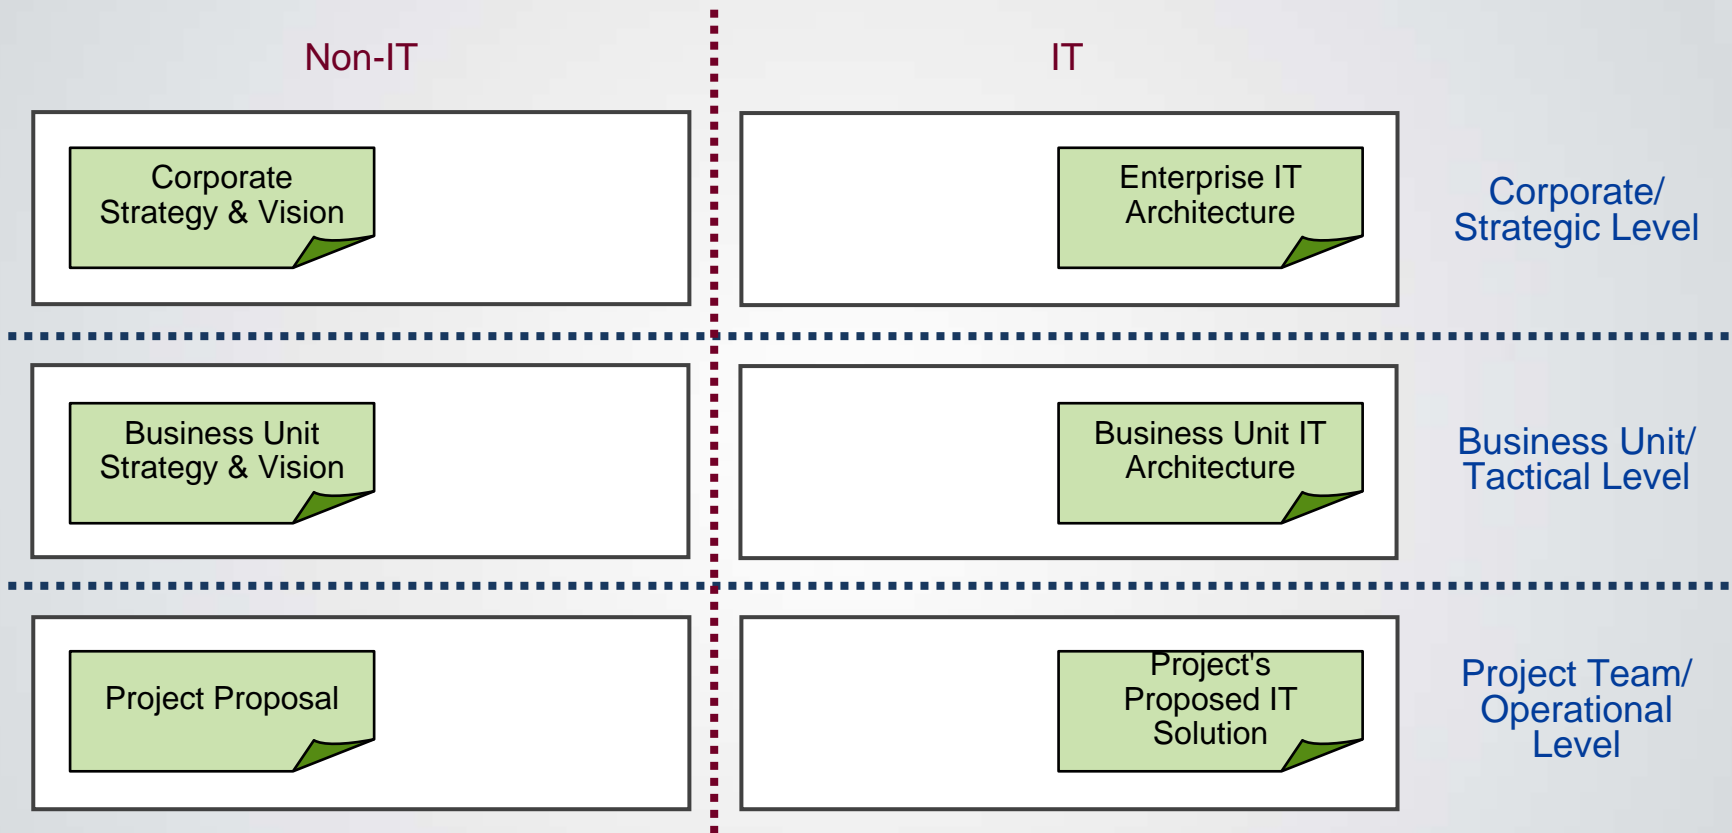 Non-IT
IT
Corporate
Strategy & Vision
Enterprise IT
Architecture
Corporate/
Strategic Level
Business Unit
Strategy & Vision
Business Unit IT
Architecture
Business Unit/
Tactical Level
Project Proposal
Project's
Proposed IT
Solution
Project Team/
Operational
Level